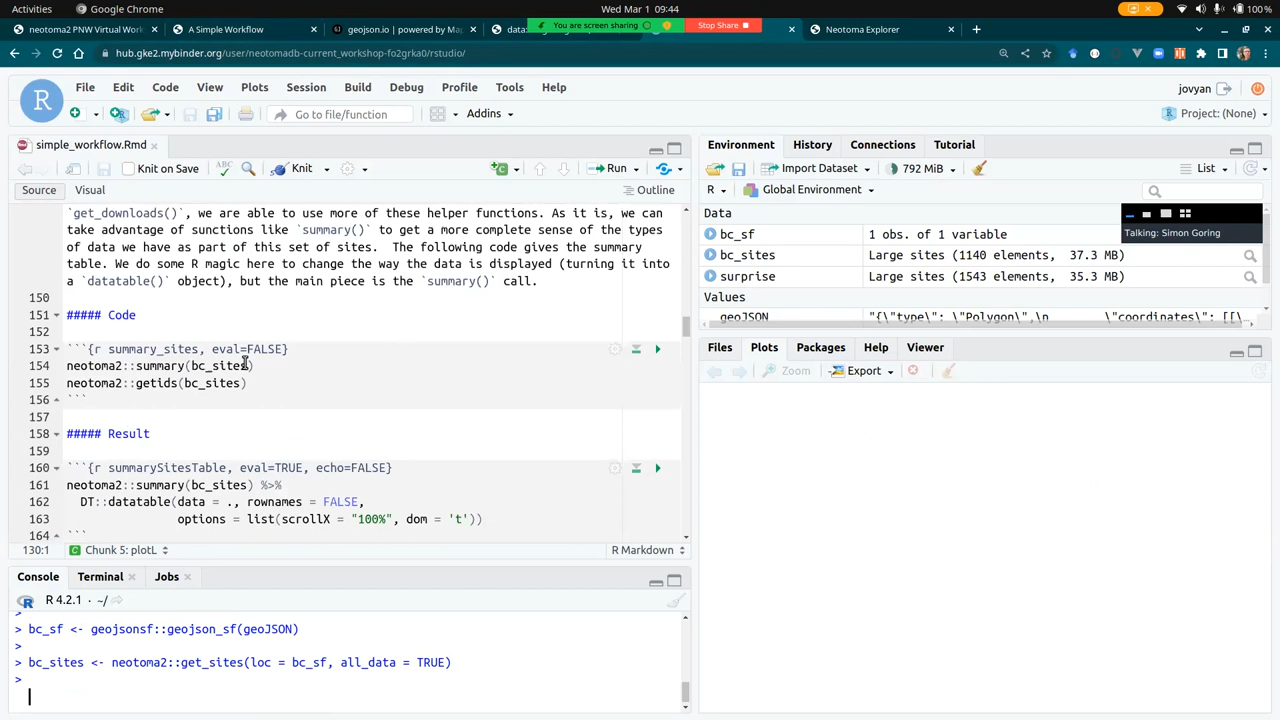 Activities
Google Chrome
Wed Mar 1 09:44
100 %
neotoma2 PNW Virtual Work
A Simple Workflow
geojson.io | powered by Ma
You are screen sharing
Stop Share
Neotoma Explorer
hub.gke2.mybinder.org/user/neotomadb-current_workshop-fo2grka0/rstudio/
File Edit Code View Plots Session Build Debug Profile Tools Help
jovyan
Go to file/function
Addins
Project: (None)
simple_workflow.Rmd
Knit on Save
ABC
Knit
Run
Source
Visual
Outline
`get_downloads()`, we are able to use more of these helper functions. As it is, we can
take advantage of sunctions like `summary()` to get a more complete sense of the types
of data we have as part of this set of sites. The following code gives the summary
table. We do some R magic here to change the way the data is displayed (turning it into
a `datatable()` object), but the main piece is the `summary()` call.
150
151 ##### Code
152
153 ```{r summary_sites, eval=FALSE}
154 neotoma2::summary(bc_sites)
155 neotoma2::getids(bc_sites)
156 ```
157
158 ##### Result
159
160 ```{r summarySitesTable, eval=TRUE, echo=FALSE}
161 neotoma2::summary(bc_sites) %>%
162 DT::datatable(data = ., rownames = FALSE,
163 options = list(scrollX = "100%", dom = 't'))
164 ```
130:1
Chunk 5: plotL
R Markdown
Console
Terminal
Jobs
R 4.2.1 · ~/
>
> bc_sf <- geojsonsf::geojson_sf(geoJSON)
>
> bc_sites <- neotoma2::get_sites(loc = bc_sf, all_data = TRUE)
>
Environment
History
Connections
Tutorial
Import Dataset
792 MiB
List
R
Global Environment
Data
bc_sf 1 obs. of 1 variable
bc_sites Large sites (1140 elements, 37.3 MB)
surprise Large sites (1543 elements, 35.3 MB)
Values
geoJSON "{\"type\": \"Polygon\",\n \"coordinates\": [[\…
Talking: Simon Goring
Files
Plots
Packages
Help
Viewer
Zoom
Export